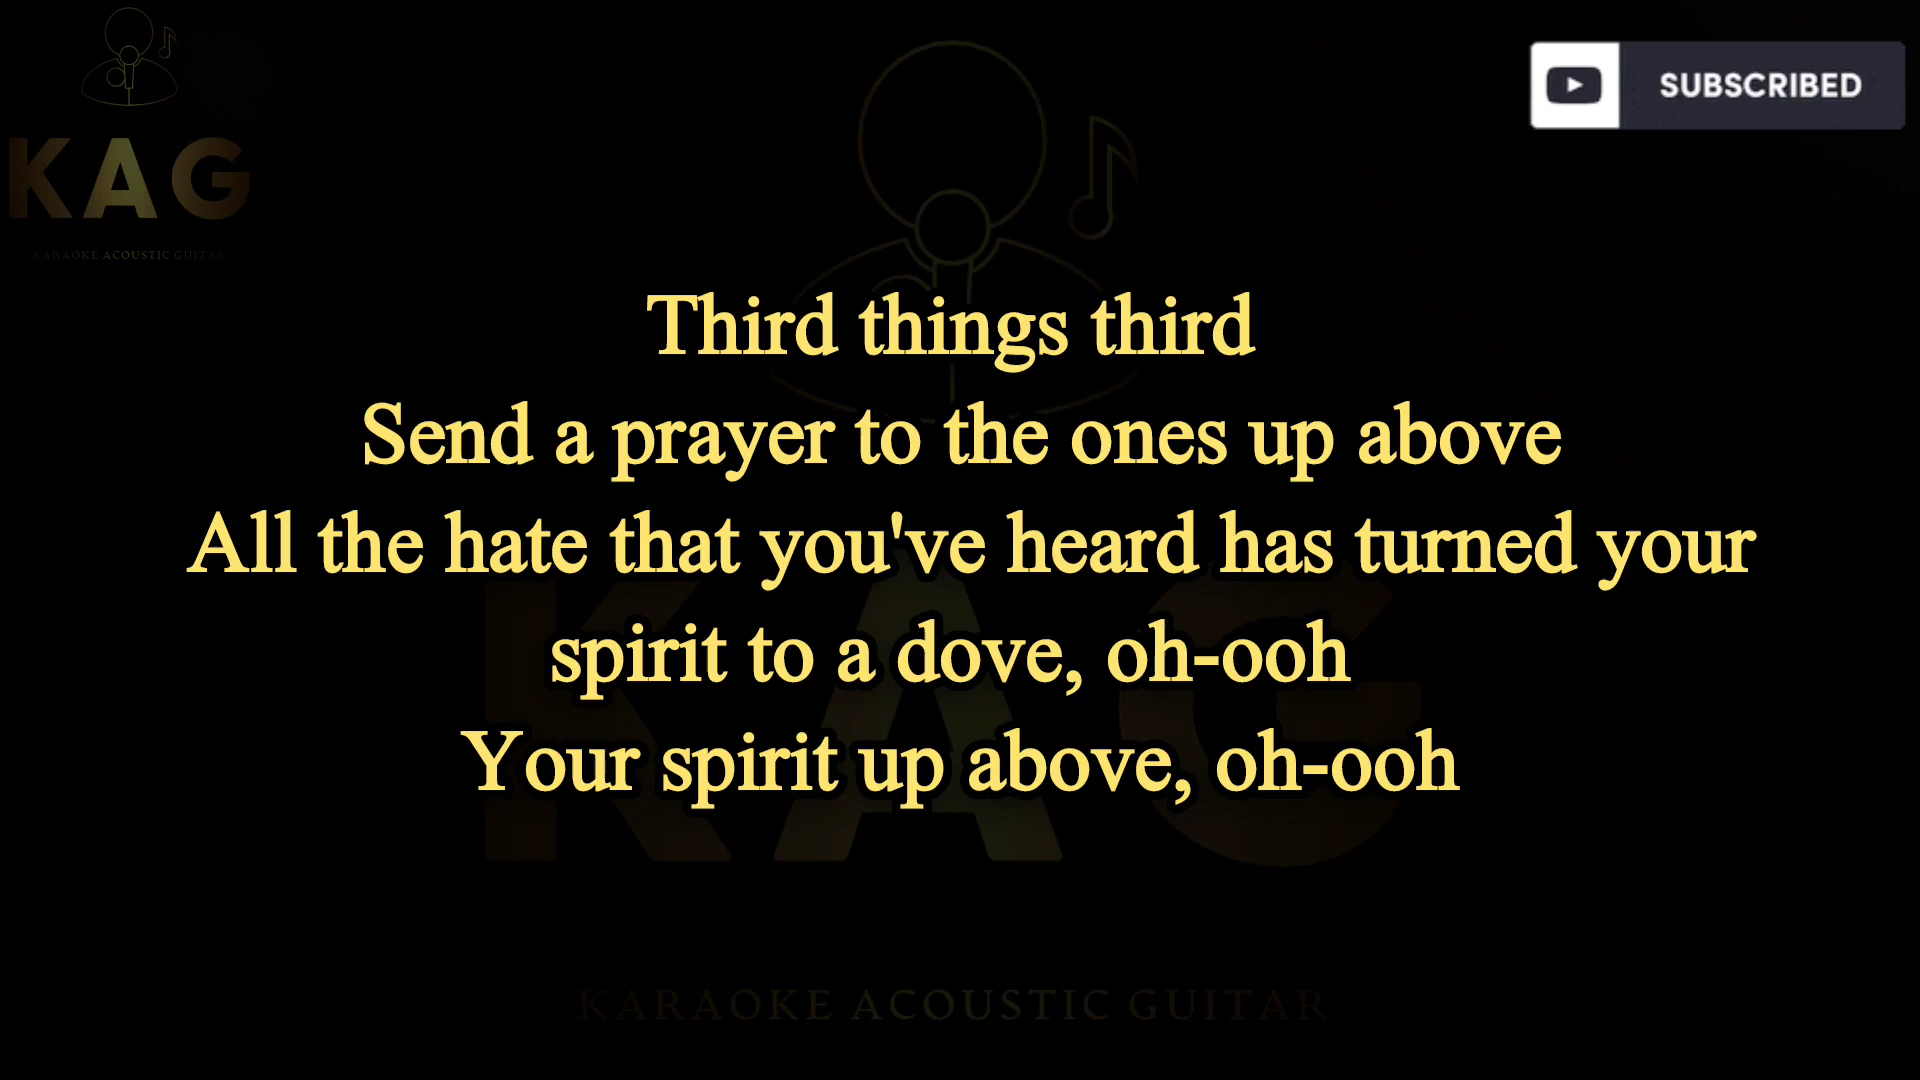 KAG
KARAOKE ACOUSTIC GUITAR
SUBSCRIBED
Third things third
Send a prayer to the ones up above
All the hate that you've heard has turned your
spirit to a dove, oh-ooh
Your spirit up above, oh-ooh
KAG
KARAOKE ACOUSTIC GUITAR